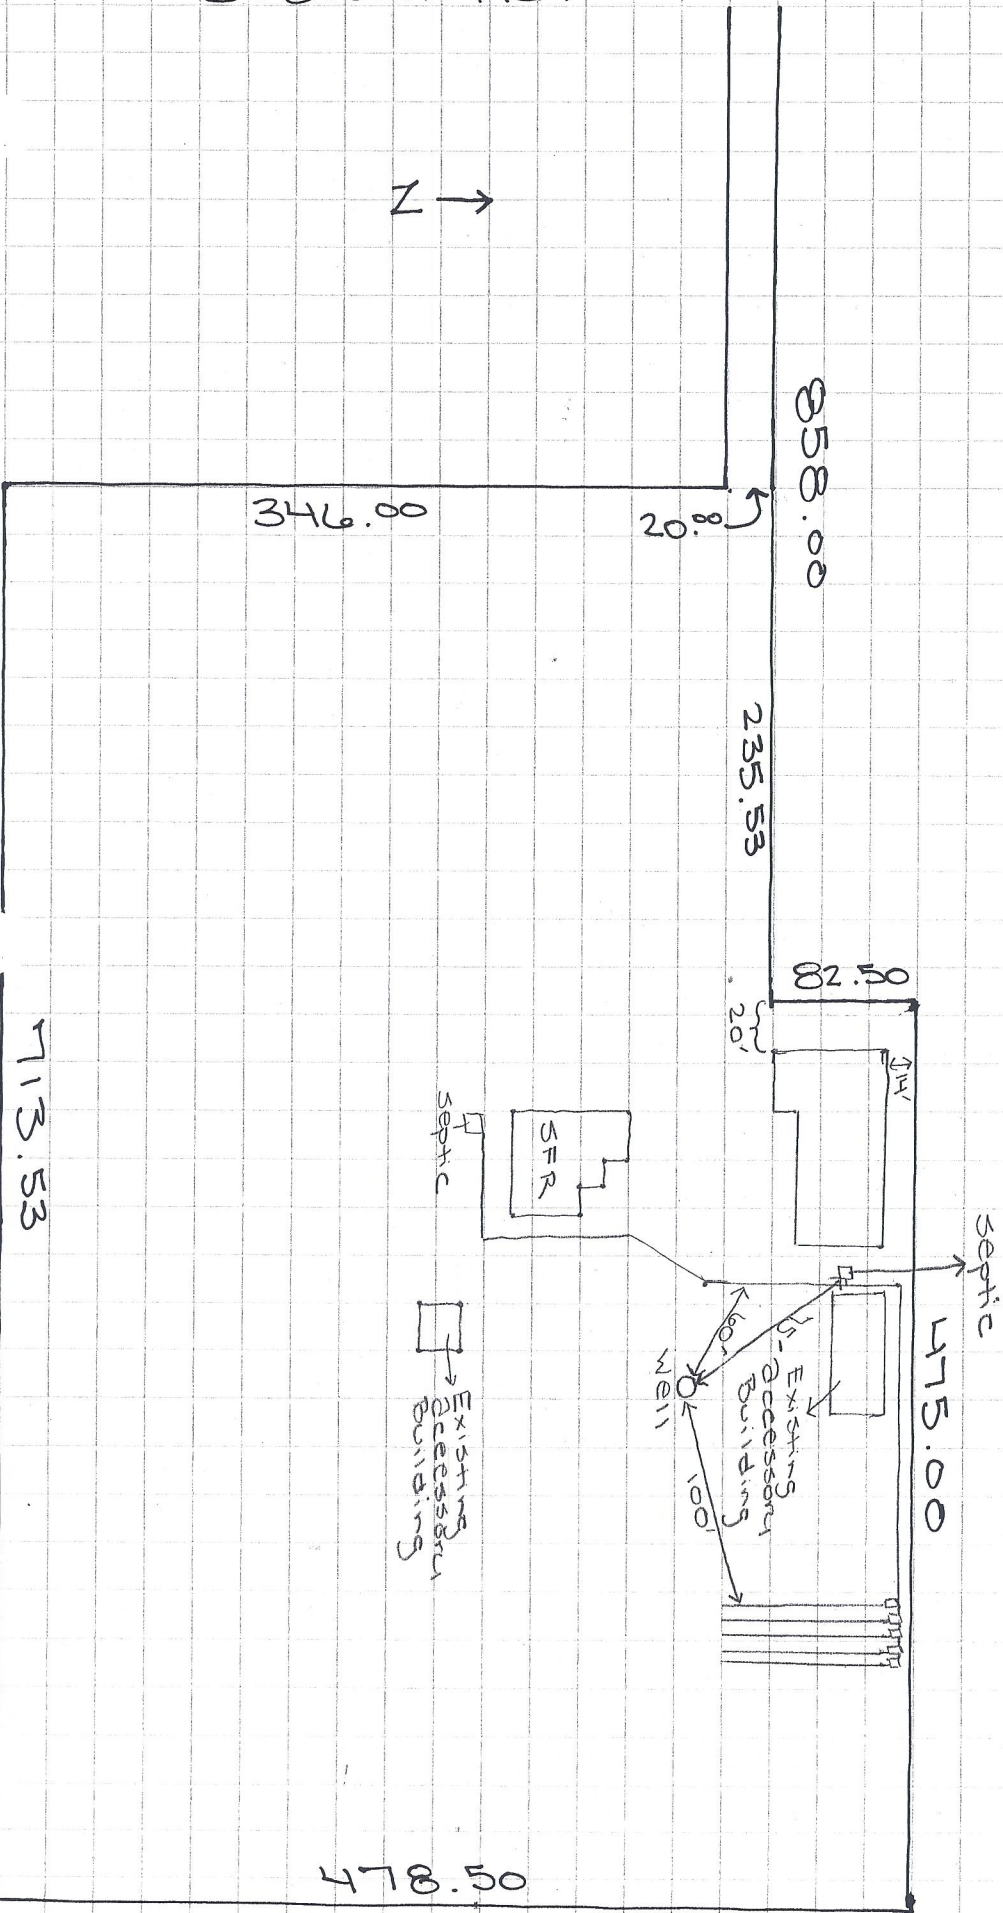 N
858.00
346.00
20.00
235.53
82.50
20'
14'
septic
SFR
septic
475.00
713.53
60'
Existing
accessory
Building
well
100'
Existing
accessory
building
478.50